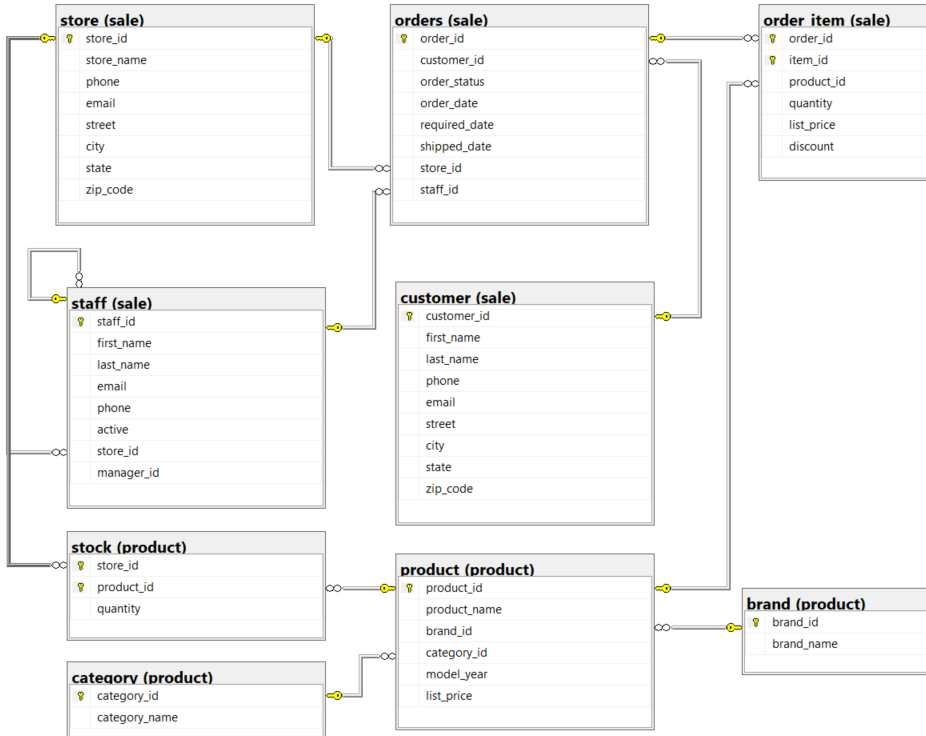 store (sale)
store_id
store_name
phone
email
street
city
state
zip_code
orders (sale)
order_id
customer_id
order_status
order_date
required_date
shipped_date
store_id
staff_id
order_item (sale)
order_id
item_id
product_id
quantity
list_price
discount
staff (sale)
staff_id
first_name
last_name
email
phone
active
store_id
manager_id
customer (sale)
customer_id
first_name
last_name
phone
email
street
city
state
zip_code
stock (product)
store_id
product_id
quantity
product (product)
product_id
product_name
brand_id
category_id
model_year
list_price
brand (product)
brand_id
brand_name
category (product)
category_id
category_name